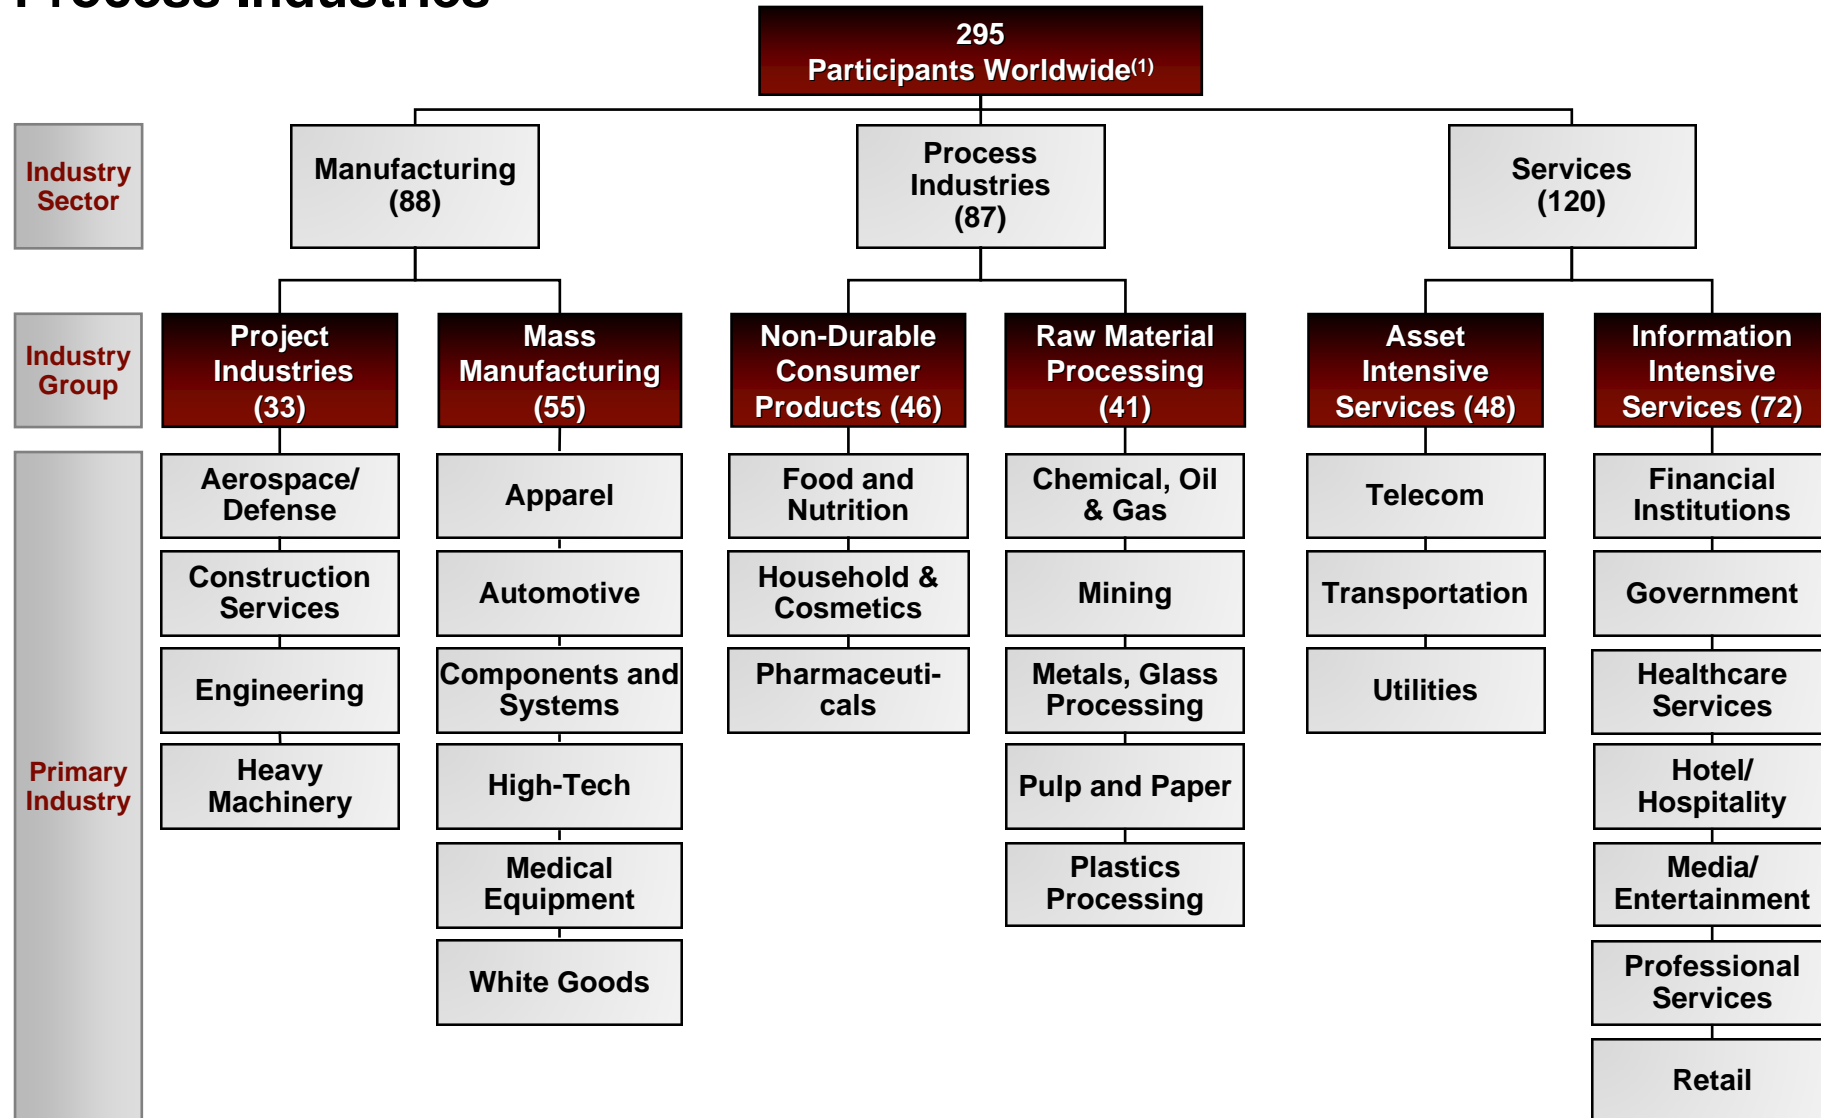 Process Industries
295
Participants Worldwide(1)
Industry
Sector
Manufacturing
(88)
Process
Industries
(87)
Services
(120)
Industry
Group
Project
Industries
(33)
Mass
Manufacturing
(55)
Non-Durable
Consumer
Products (46)
Raw Material
Processing
(41)
Asset
Intensive
Services (48)
Information
Intensive
Services (72)
Primary
Industry
Aerospace/
Defense
Construction
Services
Engineering
Heavy
Machinery
Apparel
Automotive
Components and
Systems
High-Tech
Medical
Equipment
White Goods
Food and
Nutrition
Household &
Cosmetics
Pharmaceuti-
cals
Chemical, Oil
& Gas
Mining
Metals, Glass
Processing
Pulp and Paper
Plastics
Processing
Telecom
Transportation
Utilities
Financial
Institutions
Government
Healthcare
Services
Hotel/
Hospitality
Media/
Entertainment
Professional
Services
Retail